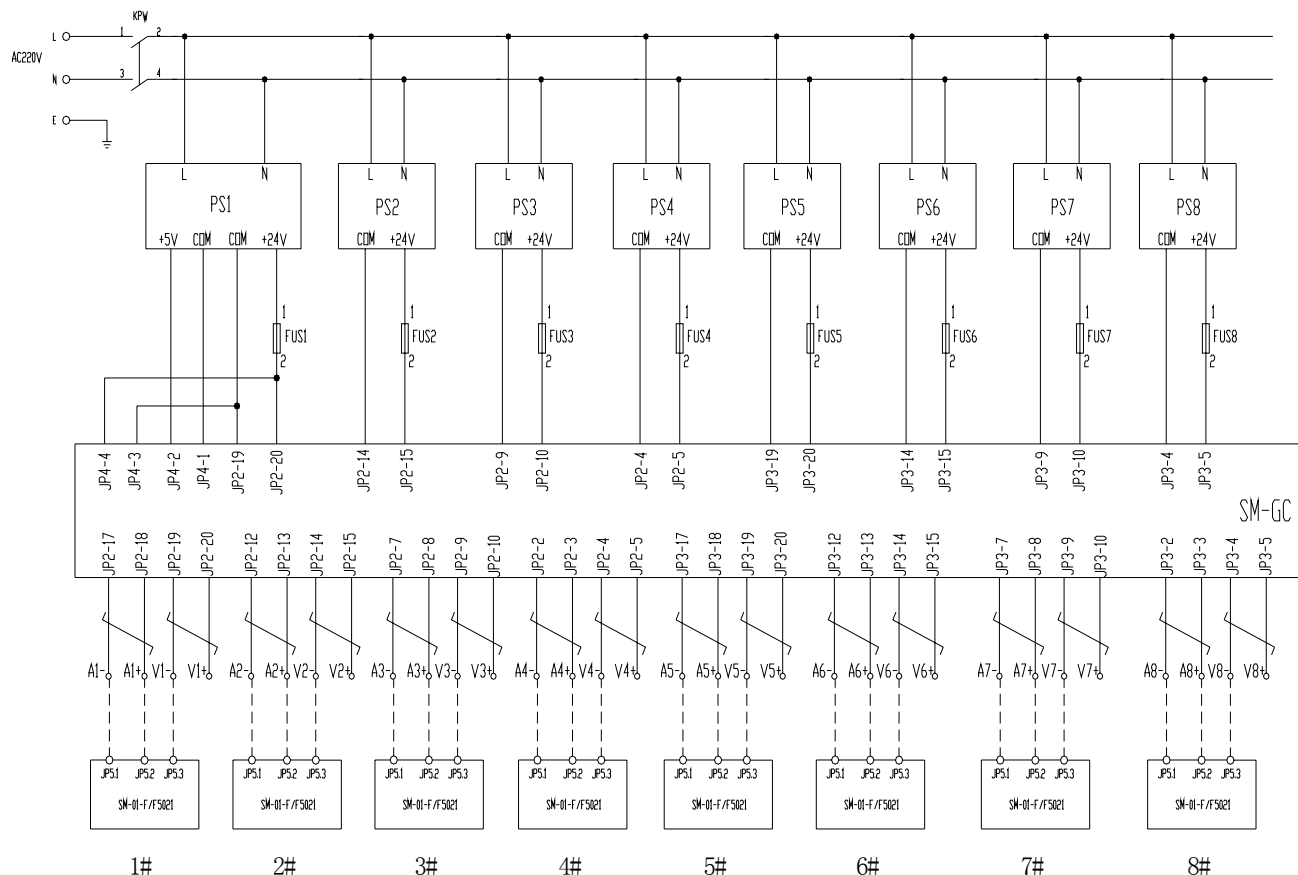 KPW
L 1 2
AC220V
N 3 4
E
L N L N L N L N L N L N L N L N
PS1 PS2 PS3 PS4 PS5 PS6 PS7 PS8
+5V COM COM +24V COM +24V COM +24V COM +24V COM +24V COM +24V COM +24V COM +24V
1 1 1 1 1 1 1 1
FUS1 FUS2 FUS3 FUS4 FUS5 FUS6 FUS7 FUS8
2 2 2 2 2 2 2 2
JP4-4 JP4-3 JP4-2 JP4-1 JP2-19 JP2-20 JP2-14 JP2-15 JP2-9 JP2-10 JP2-4 JP2-5 JP3-19 JP3-20 JP3-14 JP3-15 JP3-9 JP3-10 JP3-4 JP3-5
SM-GC
JP2-17 JP2-18 JP2-19 JP2-20 JP2-12 JP2-13 JP2-14 JP2-15 JP2-7 JP2-8 JP2-9 JP2-10 JP2-2 JP2-3 JP2-4 JP2-5 JP3-17 JP3-18 JP3-19 JP3-20 JP3-12 JP3-13 JP3-14 JP3-15 JP3-7 JP3-8 JP3-9 JP3-10 JP3-2 JP3-3 JP3-4 JP3-5
A1- A1+ V1- V1+ A2- A2+ V2- V2+ A3- A3+ V3- V3+ A4- A4+ V4- V4+ A5- A5+ V5- V5+ A6- A6+ V6- V6+ A7- A7+ V7- V7+ A8- A8+ V8- V8+
JP5.1 JP5.2 JP5.3 JP5.1 JP5.2 JP5.3 JP5.1 JP5.2 JP5.3 JP5.1 JP5.2 JP5.3 JP5.1 JP5.2 JP5.3 JP5.1 JP5.2 JP5.3 JP5.1 JP5.2 JP5.3 JP5.1 JP5.2 JP5.3
SM-01-F/F5021 SM-01-F/F5021 SM-01-F/F5021 SM-01-F/F5021 SM-01-F/F5021 SM-01-F/F5021 SM-01-F/F5021 SM-01-F/F5021
1# 2# 3# 4# 5# 6# 7# 8#